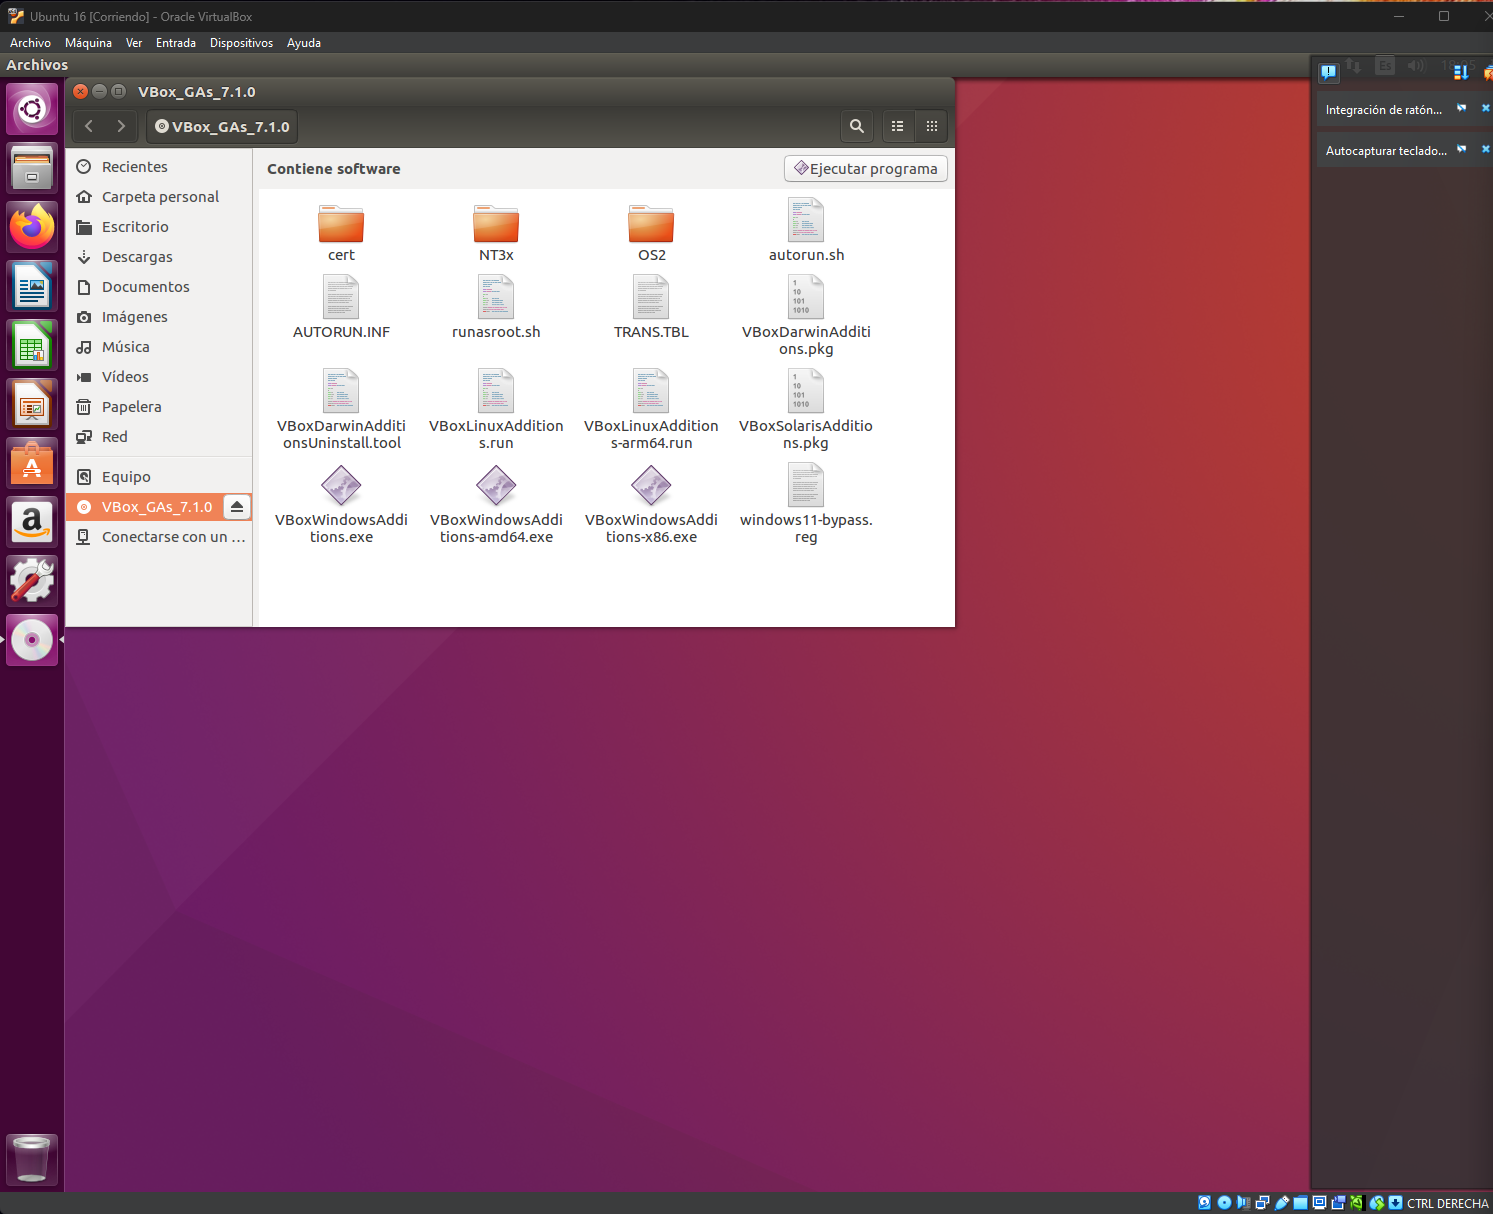 Ubuntu 16 [Corriendo] - Oracle VirtualBox
Archivo Máquina Ver Entrada Dispositivos Ayuda
Archivos
Es
Integración de ratón...
Autocapturar teclado...
VBox_GAs_7.1.0
VBox_GAs_7.1.0
Recientes
Carpeta personal
Escritorio
Descargas
Documentos
Imágenes
Música
Vídeos
Papelera
Red
Equipo
VBox_GAs_7.1.0
Conectarse con un ...
Contiene software
Ejecutar programa
cert
NT3x
OS2
autorun.sh
AUTORUN.INF
runasroot.sh
TRANS.TBL
VBoxDarwinAdditi
ons.pkg
VBoxDarwinAdditi
onsUninstall.tool
VBoxLinuxAddition
s.run
VBoxLinuxAddition
s-arm64.run
VBoxSolarisAdditio
ns.pkg
VBoxWindowsAddi
tions.exe
VBoxWindowsAddi
tions-amd64.exe
VBoxWindowsAddi
tions-x86.exe
windows11-bypass.
reg
CTRL DERECHA